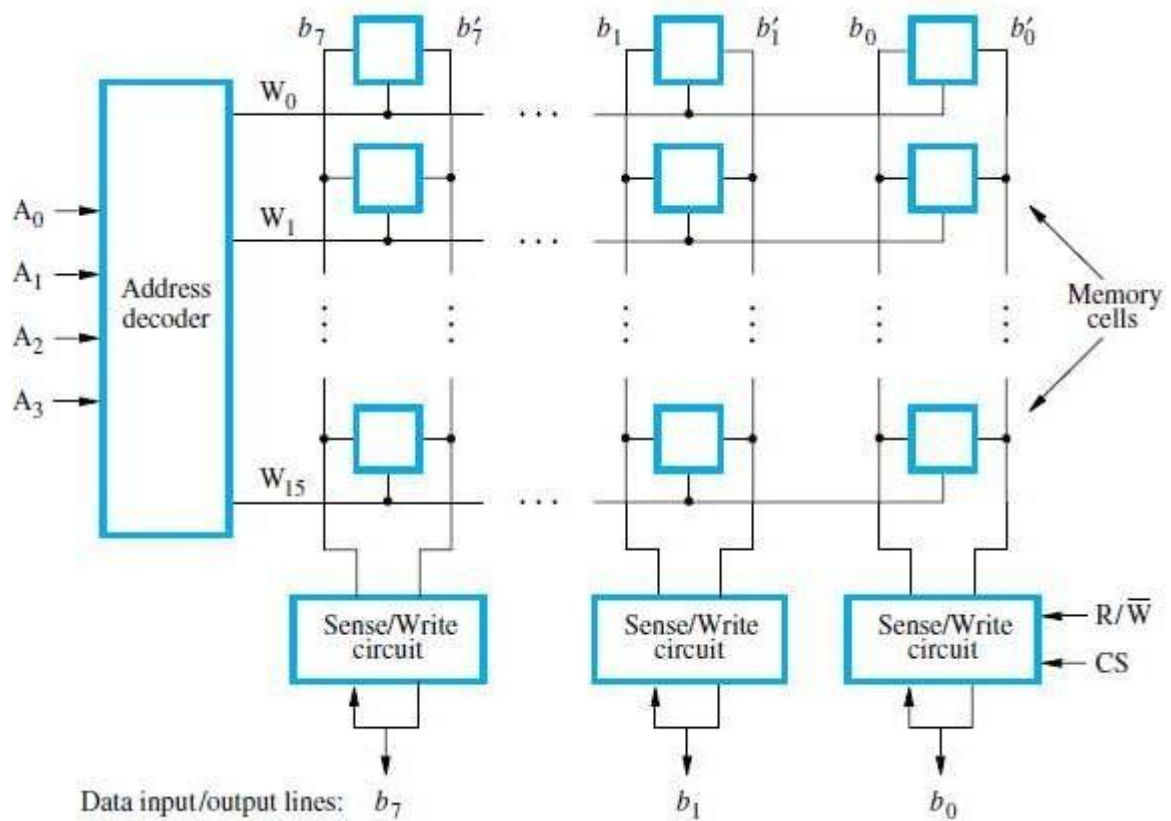 b₇ b′₇ b₁ b′₁ b₀ b′₀
W₀
W₁
A₀
A₁
A₂
A₃
Address
decoder
Memory
cells
W₁₅
Sense/Write
circuit
Sense/Write
circuit
Sense/Write
circuit
R/W̅
CS
Data input/output lines: b₇ b₁ b₀